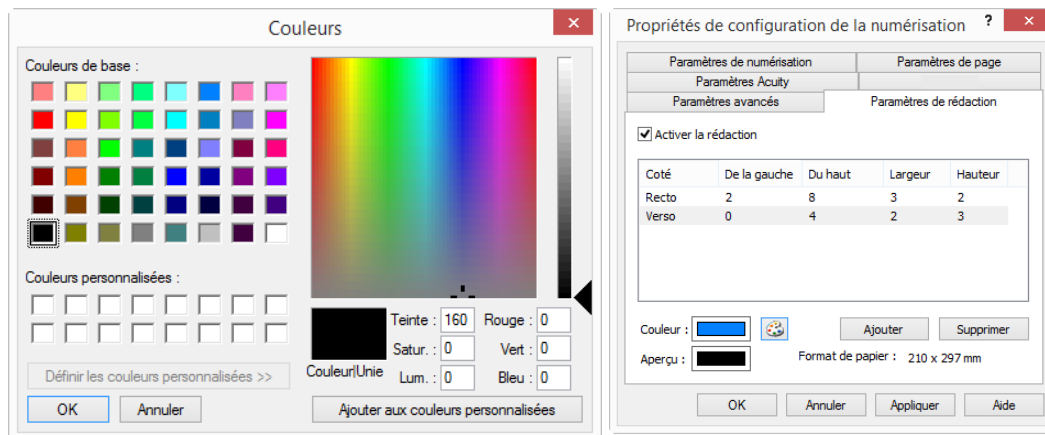 Couleurs
Couleurs de base :
Couleurs personnalisées :
Définir les couleurs personnalisées >>
OK
Annuler
Couleur|Unie
Teinte : 160
Satur. : 0
Lum. : 0
Rouge : 0
Vert : 0
Bleu : 0
Ajouter aux couleurs personnalisées
Propriétés de configuration de la numérisation ?
Paramètres de numérisation
Paramètres de page
Paramètres Acuity
Paramètres avancés
Paramètres de rédaction
Activer la rédaction
Coté De la gauche Du haut Largeur Hauteur
Recto 2 8 3 2
Verso 0 4 2 3
Couleur :
Ajouter
Supprimer
Aperçu :
Format de papier : 210 x 297 mm
OK
Annuler
Appliquer
Aide